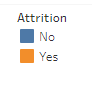 Attrition
No
Yes